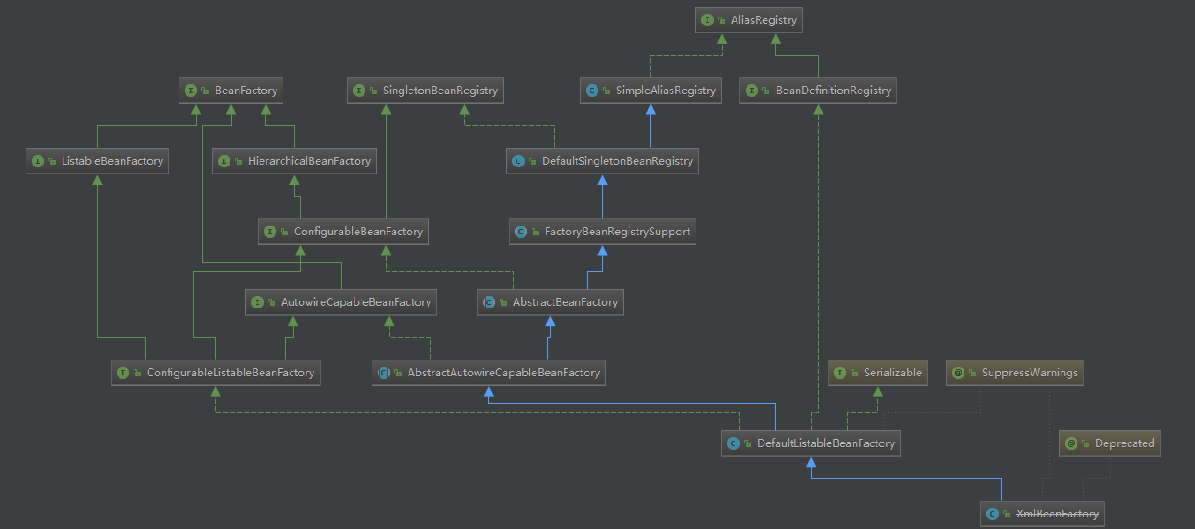 AliasRegistry
BeanFactory
SingletonBeanRegistry
SimpleAliasRegistry
BeanDefinitionRegistry
ListableBeanFactory
HierarchicalBeanFactory
DefaultSingletonBeanRegistry
ConfigurableBeanFactory
FactoryBeanRegistrySupport
AutowireCapableBeanFactory
AbstractBeanFactory
ConfigurableListableBeanFactory
AbstractAutowireCapableBeanFactory
Serializable
SuppressWarnings
DefaultListableBeanFactory
Deprecated
XmlBeanFactory